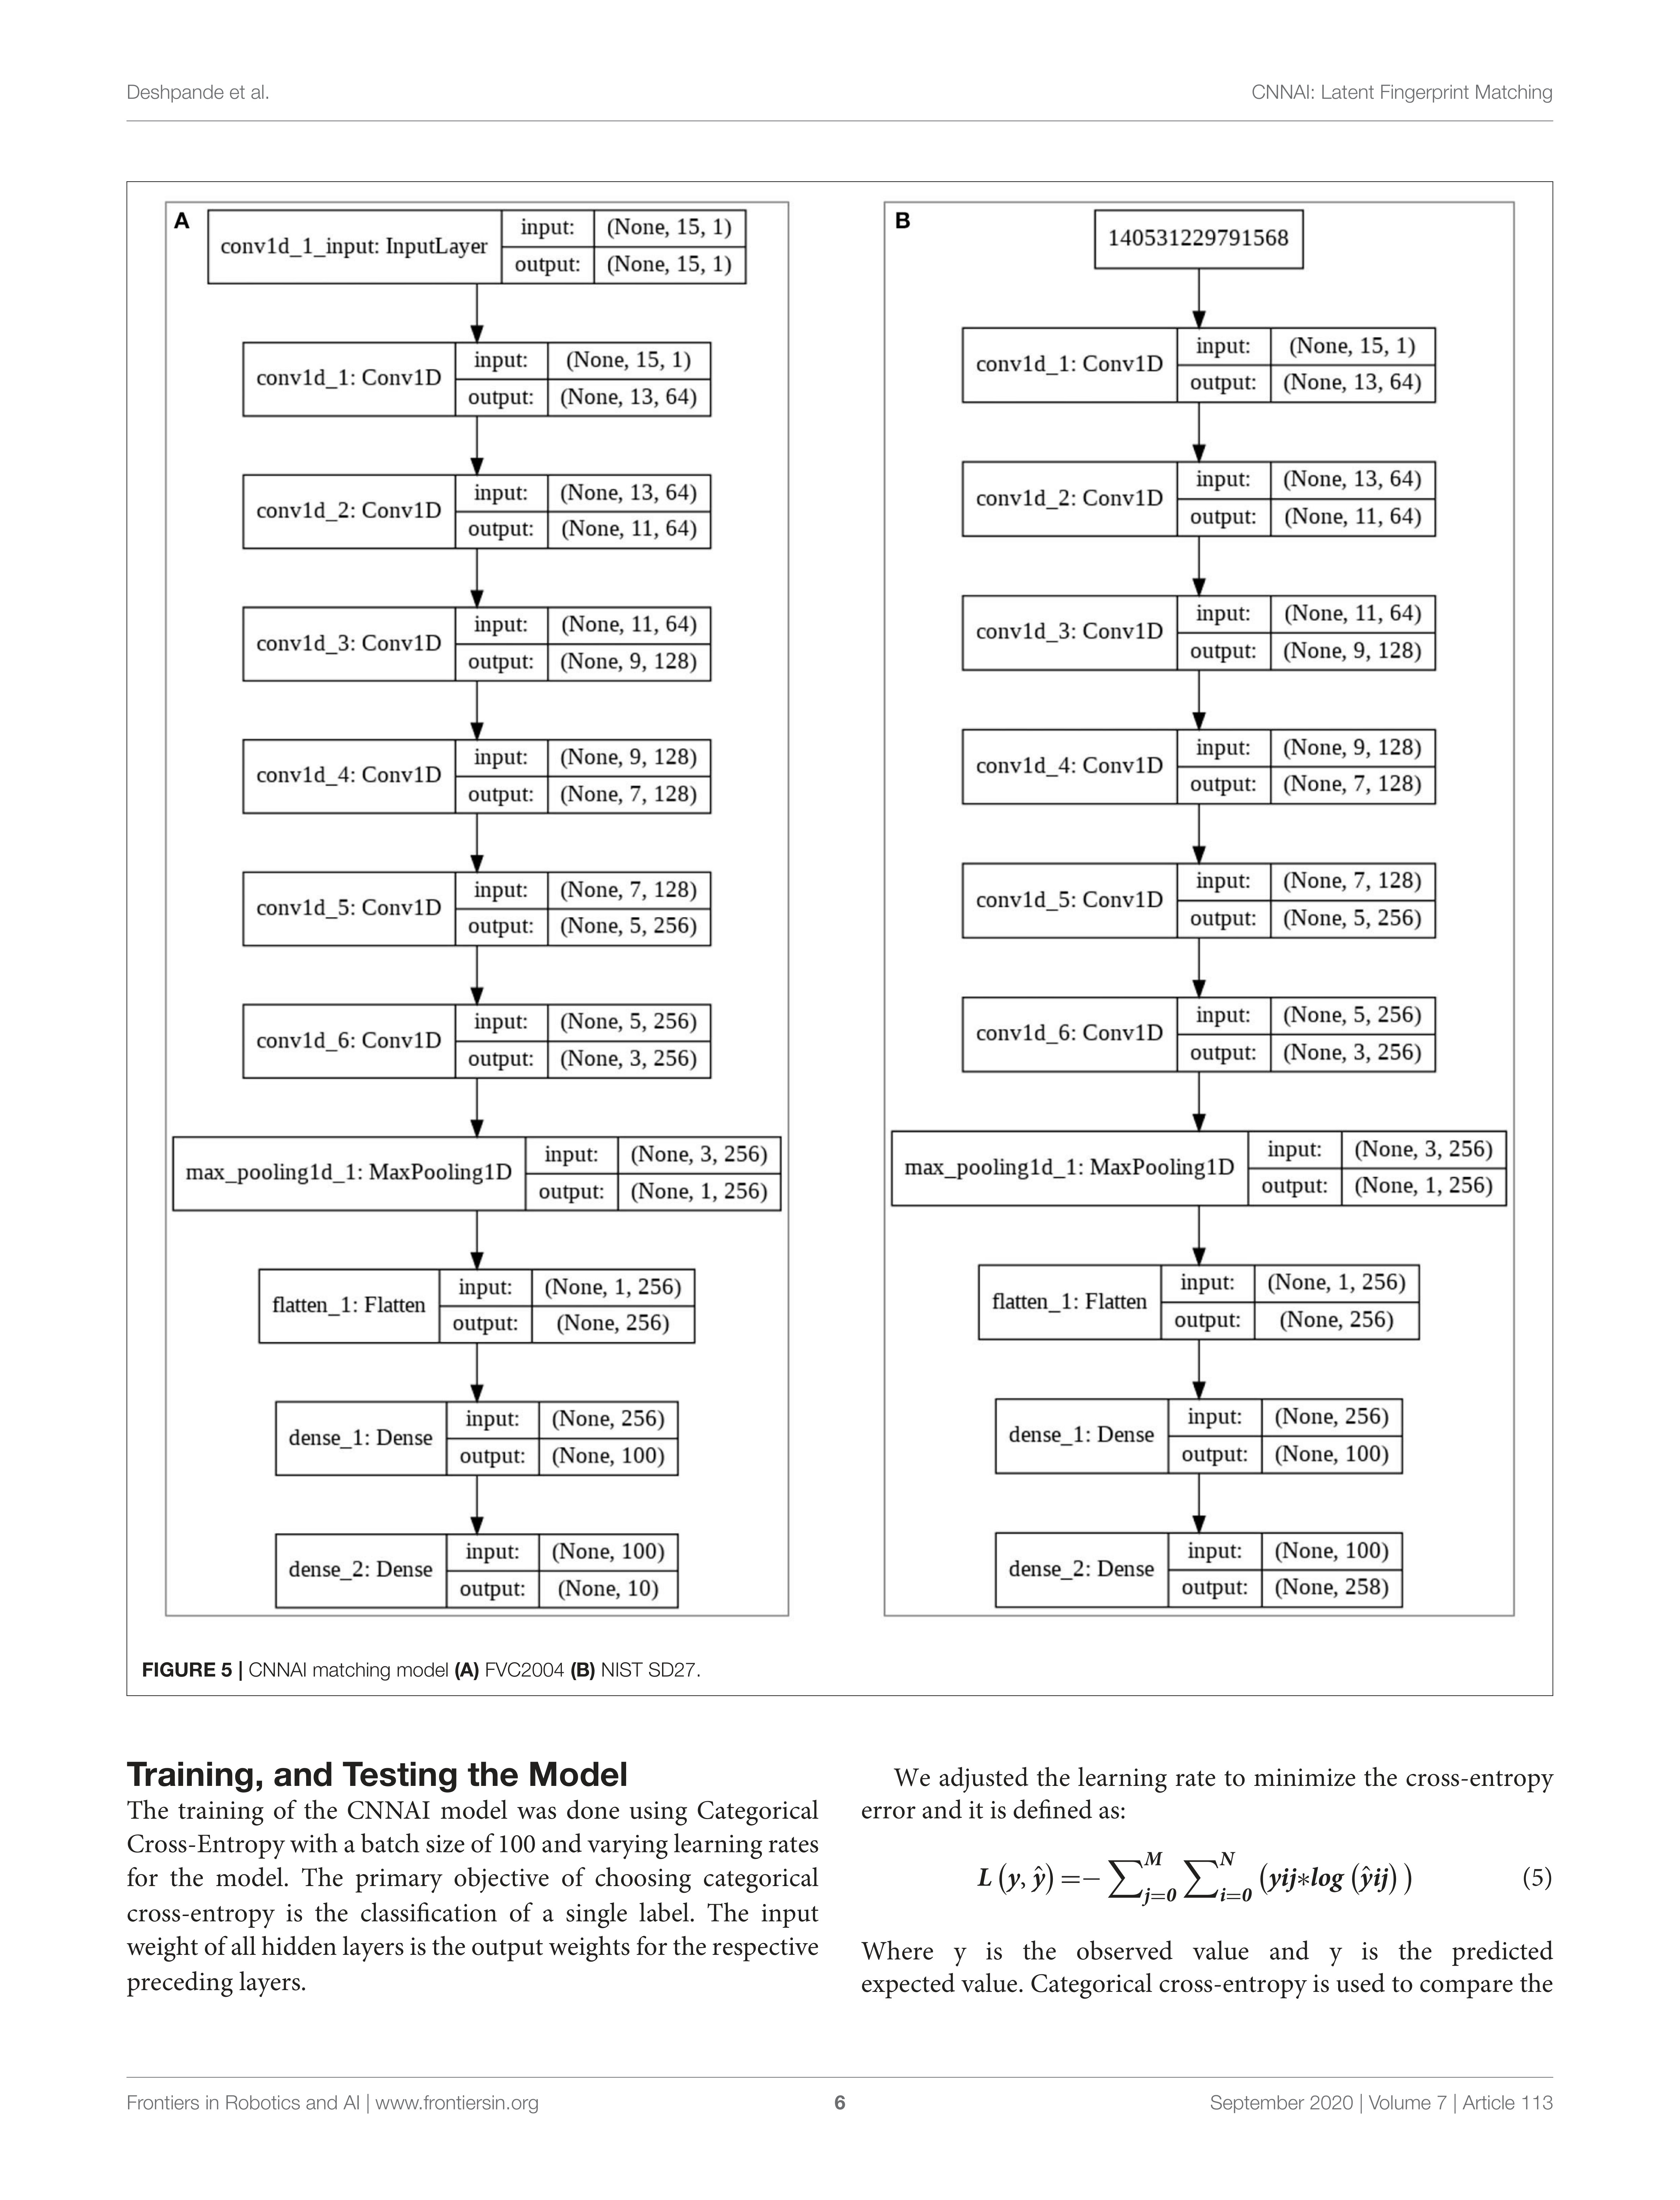 Deshpande et al.
CNNAI: Latent Fingerprint Matching
A
conv1d_1_input: InputLayer
input: (None, 15, 1)
output: (None, 15, 1)
conv1d_1: Conv1D
input: (None, 15, 1)
output: (None, 13, 64)
conv1d_2: Conv1D
input: (None, 13, 64)
output: (None, 11, 64)
conv1d_3: Conv1D
input: (None, 11, 64)
output: (None, 9, 128)
conv1d_4: Conv1D
input: (None, 9, 128)
output: (None, 7, 128)
conv1d_5: Conv1D
input: (None, 7, 128)
output: (None, 5, 256)
conv1d_6: Conv1D
input: (None, 5, 256)
output: (None, 3, 256)
max_pooling1d_1: MaxPooling1D
input: (None, 3, 256)
output: (None, 1, 256)
flatten_1: Flatten
input: (None, 1, 256)
output: (None, 256)
dense_1: Dense
input: (None, 256)
output: (None, 100)
dense_2: Dense
input: (None, 100)
output: (None, 10)
B
140531229791568
conv1d_1: Conv1D
input: (None, 15, 1)
output: (None, 13, 64)
conv1d_2: Conv1D
input: (None, 13, 64)
output: (None, 11, 64)
conv1d_3: Conv1D
input: (None, 11, 64)
output: (None, 9, 128)
conv1d_4: Conv1D
input: (None, 9, 128)
output: (None, 7, 128)
conv1d_5: Conv1D
input: (None, 7, 128)
output: (None, 5, 256)
conv1d_6: Conv1D
input: (None, 5, 256)
output: (None, 3, 256)
max_pooling1d_1: MaxPooling1D
input: (None, 3, 256)
output: (None, 1, 256)
flatten_1: Flatten
input: (None, 1, 256)
output: (None, 256)
dense_1: Dense
input: (None, 256)
output: (None, 100)
dense_2: Dense
input: (None, 100)
output: (None, 258)
FIGURE 5 | CNNAI matching model (A) FVC2004 (B) NIST SD27.
Training, and Testing the Model
The training of the CNNAI model was done using Categorical
Cross-Entropy with a batch size of 100 and varying learning rates
for the model. The primary objective of choosing categorical
cross-entropy is the classification of a single label. The input
weight of all hidden layers is the output weights for the respective
preceding layers.
We adjusted the learning rate to minimize the cross-entropy
error and it is defined as:
L (y, ŷ) = − ∑_{j=0}^{M} ∑_{i=0}^{N} (yij∗log (ŷij) ) (5)
Where y is the observed value and y is the predicted
expected value. Categorical cross-entropy is used to compare the
Frontiers in Robotics and AI | www.frontiersin.org
6
September 2020 | Volume 7 | Article 113